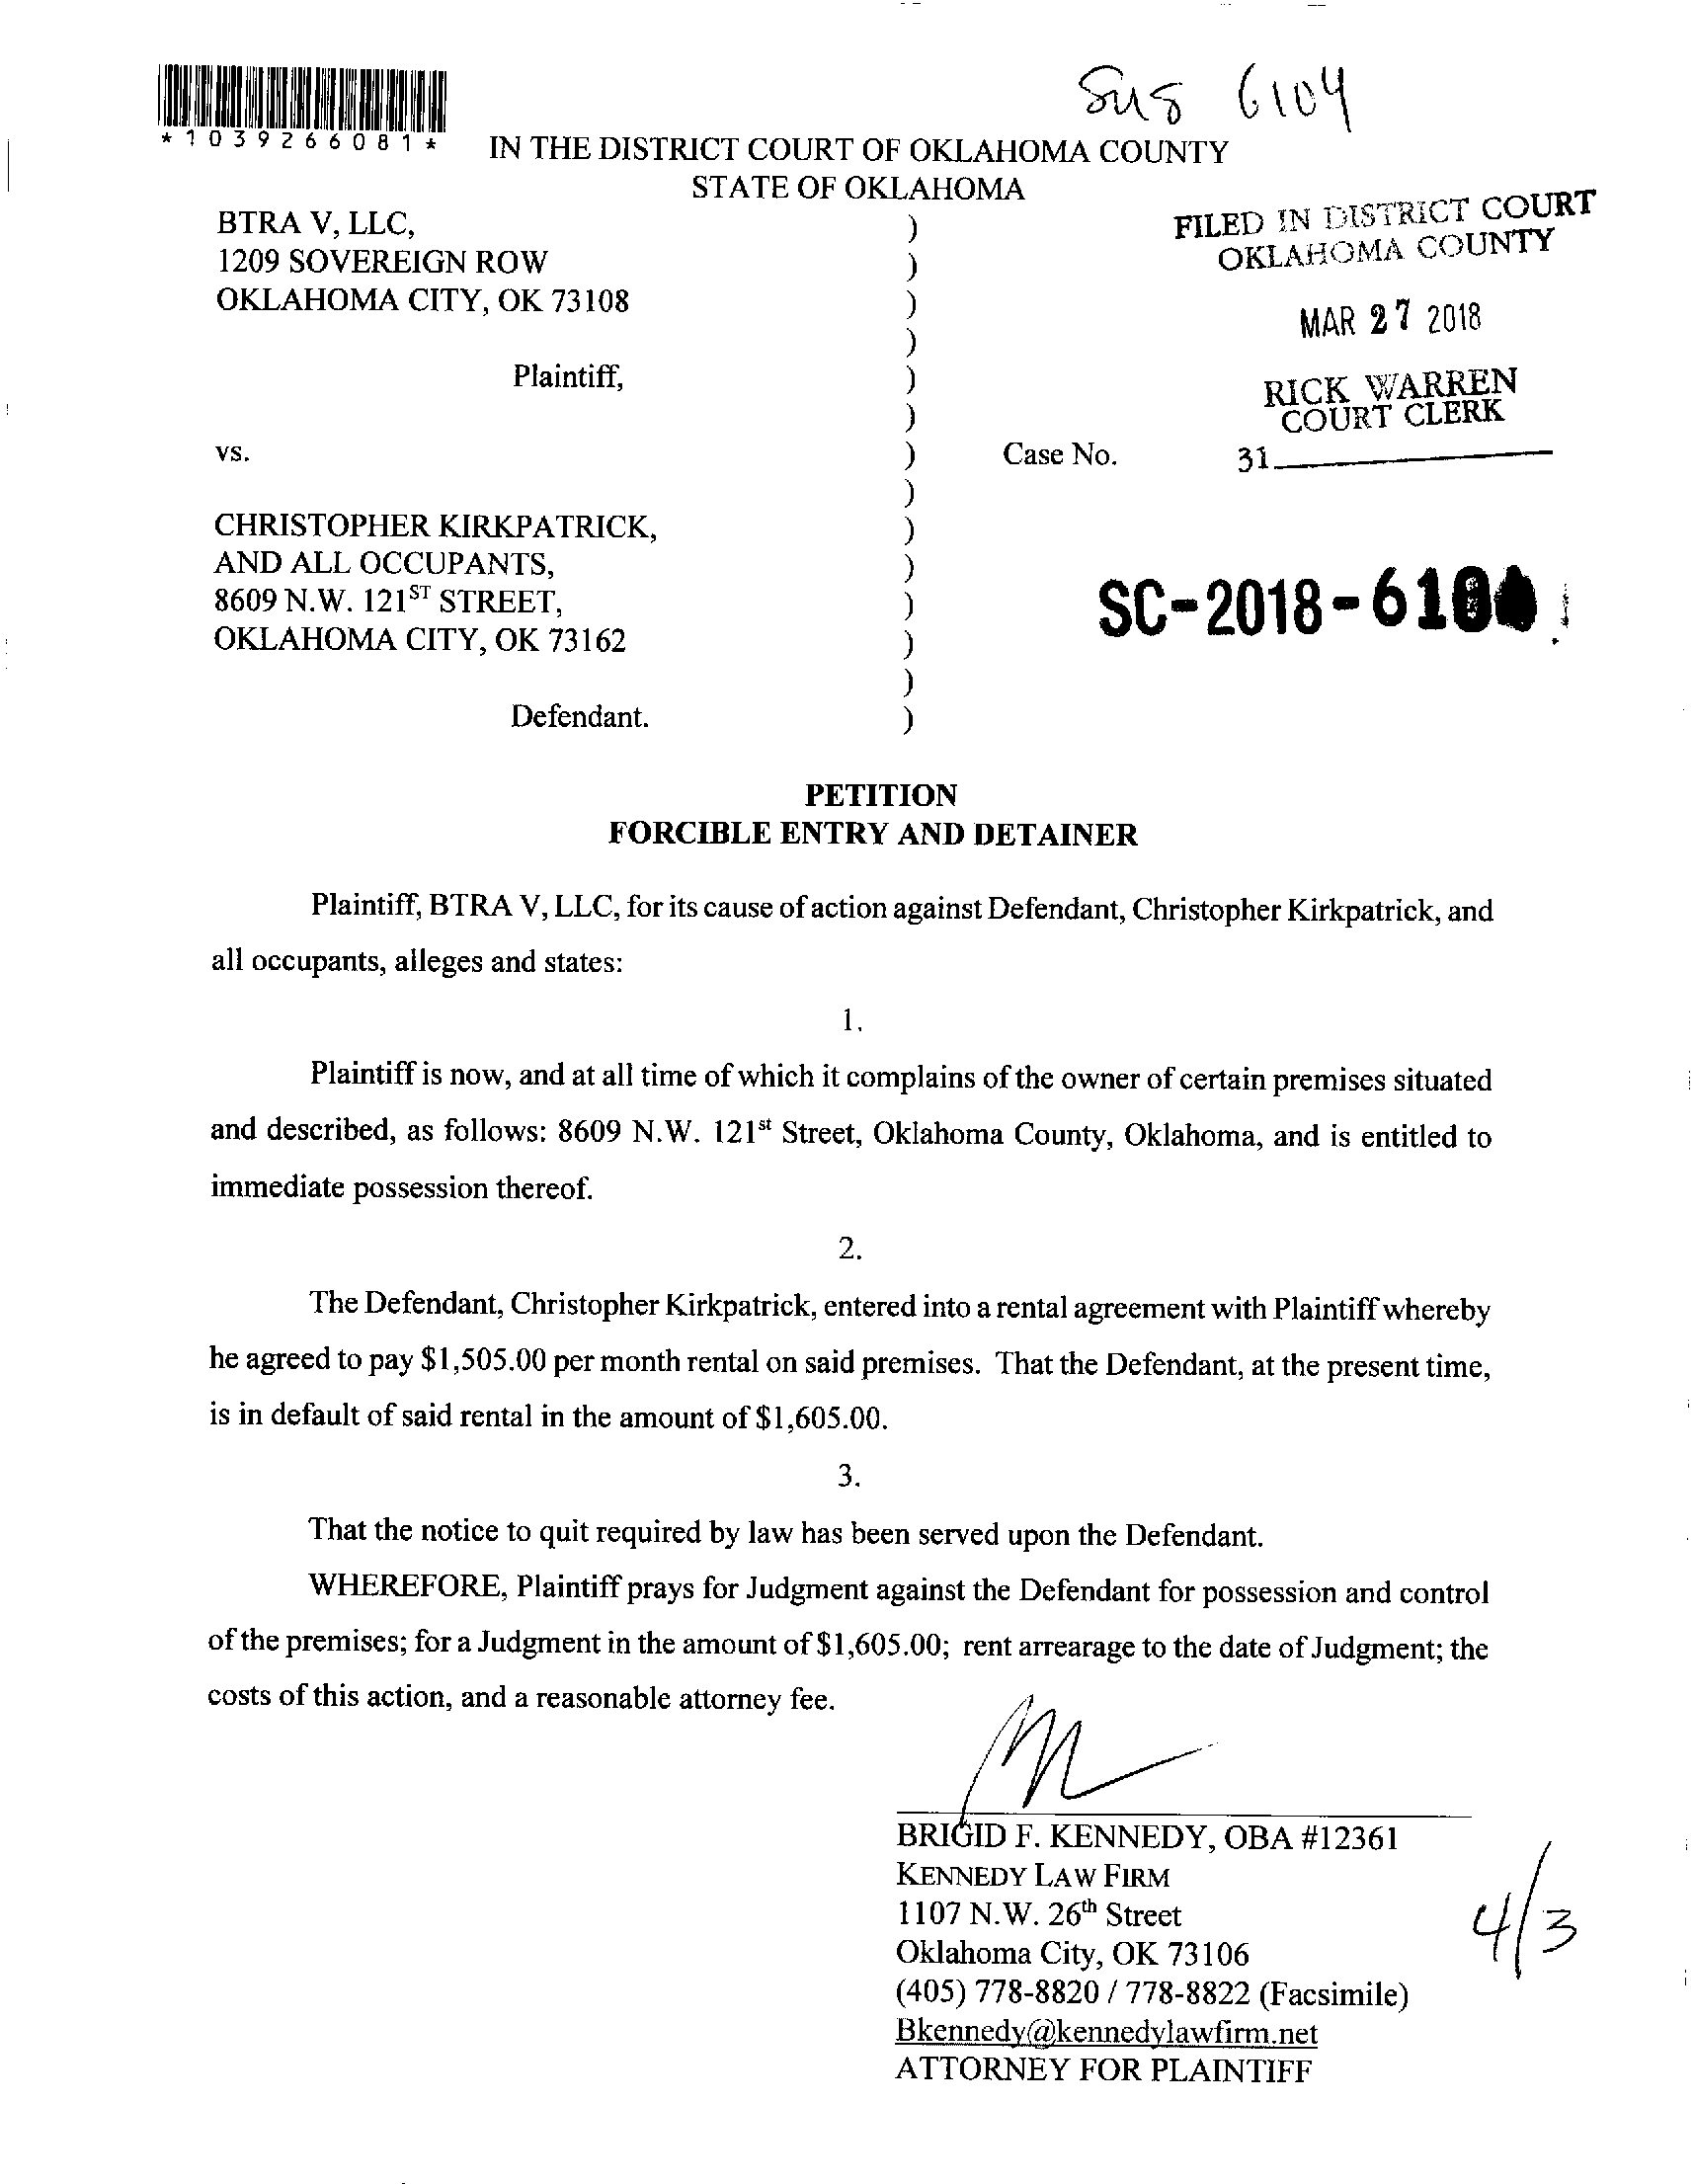 6104
*1039266081*
IN THE DISTRICT COURT OF OKLAHOMA COUNTY
STATE OF OKLAHOMA
BTRA V, LLC,
1209 SOVEREIGN ROW
OKLAHOMA CITY, OK 73108
Plaintiff,
vs.
CHRISTOPHER KIRKPATRICK,
AND ALL OCCUPANTS,
8609 N.W. 121ST STREET,
OKLAHOMA CITY, OK 73162
Defendant.
)
)
)
)
)
)
)
)
)
)
)
)
)
)
FILED IN DISTRICT COURT
OKLAHOMA COUNTY
MAR 27 2018
RICK WARREN
COURT CLERK
Case No. 31
PETITION
FORCIBLE ENTRY AND DETAINER
Plaintiff, BTRA V, LLC, for its cause of action against Defendant, Christopher Kirkpatrick, and
all occupants, alleges and states:
1.
Plaintiff is now, and at all time of which it complains of the owner of certain premises situated
and described, as follows: 8609 N.W. 121st Street, Oklahoma County, Oklahoma, and is entitled to
immediate possession thereof.
2.
The Defendant, Christopher Kirkpatrick, entered into a rental agreement with Plaintiff whereby
he agreed to pay $1,505.00 per month rental on said premises. That the Defendant, at the present time,
is in default of said rental in the amount of $1,605.00.
3.
That the notice to quit required by law has been served upon the Defendant.
WHEREFORE, Plaintiff prays for Judgment against the Defendant for possession and control
of the premises; for a Judgment in the amount of $1,605.00; rent arrearage to the date of Judgment; the
costs of this action, and a reasonable attorney fee.
BRIGID F. KENNEDY, OBA #12361
KENNEDY LAW FIRM
1107 N.W. 26th Street
Oklahoma City, OK 73106
(405) 778-8820 / 778-8822 (Facsimile)
Bkennedy@kennedylawfirm.net
ATTORNEY FOR PLAINTIFF
4/3